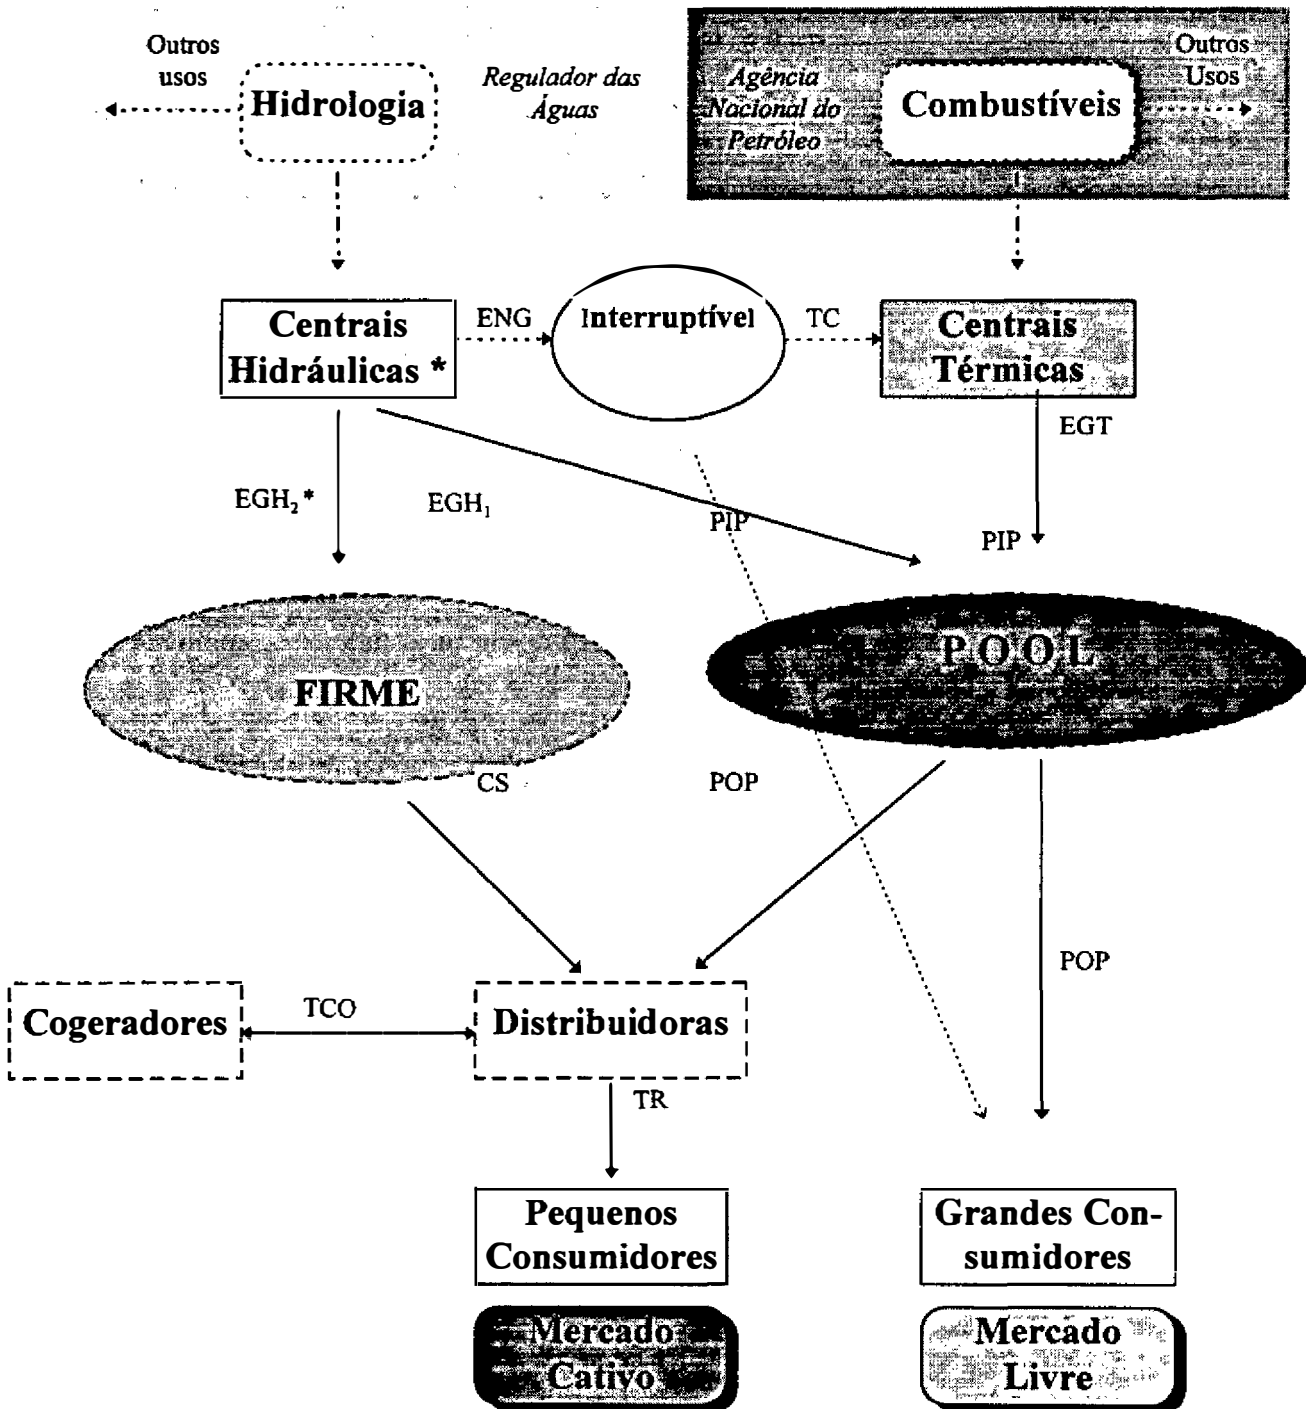 Outros
usos
Hidrologia
Regulador das
Águas
Agência
Nacional do
Petróleo
Combustíveis
Outros
Usos
Centrais
Hidráulicas *
ENG
Interruptível
TC
Centrais
Térmicas
EGT
EGH₂*
EGH₁
PIP
PIP
FIRME
POOL
CS
POP
POP
Cogeradores
TCO
Distribuidoras
TR
Pequenos
Consumidores
Grandes Con-
sumidores
Mercado
Cativo
Mercado
Livre